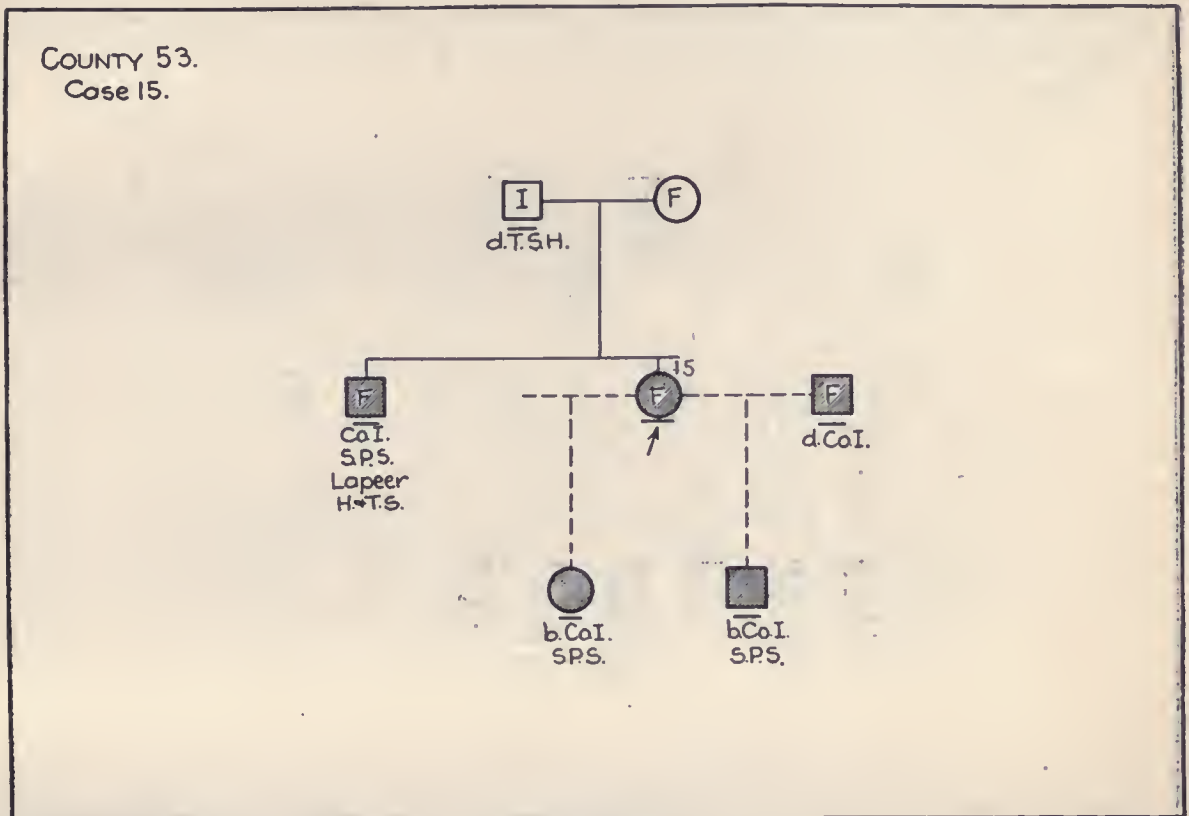 COUNTY 53.
Case 15.
I
F
d.T.S.H.
15
F
F
F
Co.I.
S.P.S.
Lapeer
H.+T.S.
d.Co.I.
b.Co.I.
S.P.S.
b.Co.I.
S.P.S.